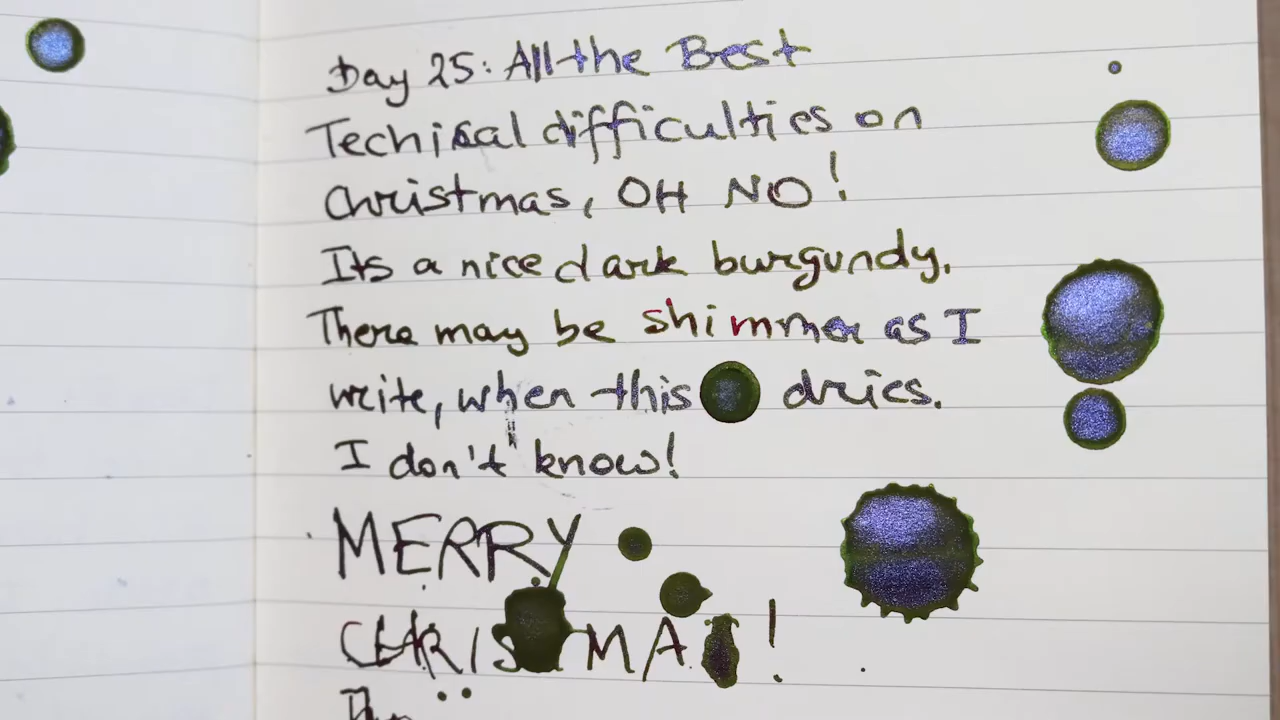 Day 25: All the Best
Techical difficulties on
Christmas, OH NO!
Its a nice dark burgundy.
There may be shimmer as I
write, when this dries.
I don't know!
MERRY
CHRISTMAS!